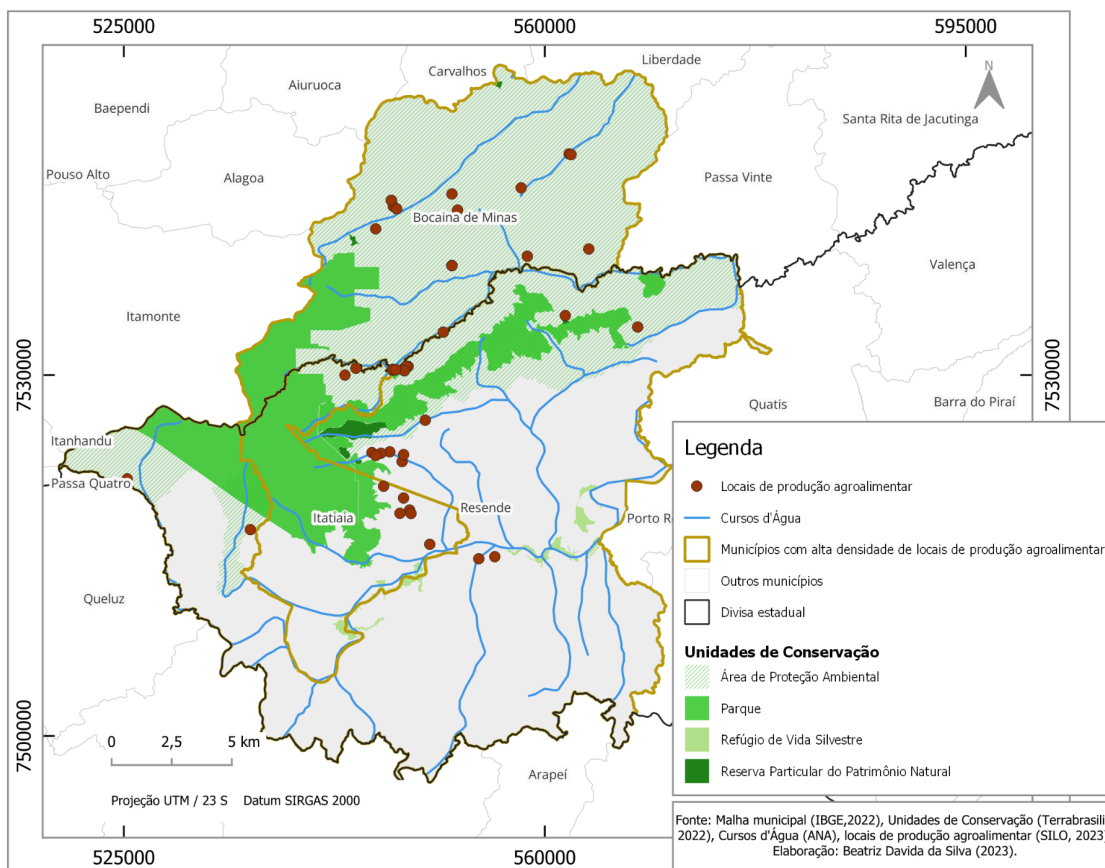 525000
560000
595000
Carvalhos
Liberdade
Aiuruoca
N
Baependi
Santa Rita de Jacutinga
Pouso Alto
Alagoa
Passa Vinte
Bocaina de Minas
Valença
Itamonte
7530000
7530000
Quatis
Barra do Piraí
Itanhandu
Passa Quatro
Resende
Itatiaia
Porto R
Queluz
7500000
0 2,5 5 km
Arapeí
Projeção UTM / 23 S Datum SIRGAS 2000
525000
560000
Legenda
Locais de produção agroalimentar
Cursos d'Água
Municípios com alta densidade de locais de produção agroalimentar
Outros municípios
Divisa estadual
Unidades de Conservação
Área de Proteção Ambiental
Parque
Refúgio de Vida Silvestre
Reserva Particular do Patrimônio Natural
Fonte: Malha municipal (IBGE,2022), Unidades de Conservação (Terrabrasili
2022), Cursos d'Água (ANA), locais de produção agroalimentar (SILO, 2023)
Elaboração: Beatriz Davida da Silva (2023).